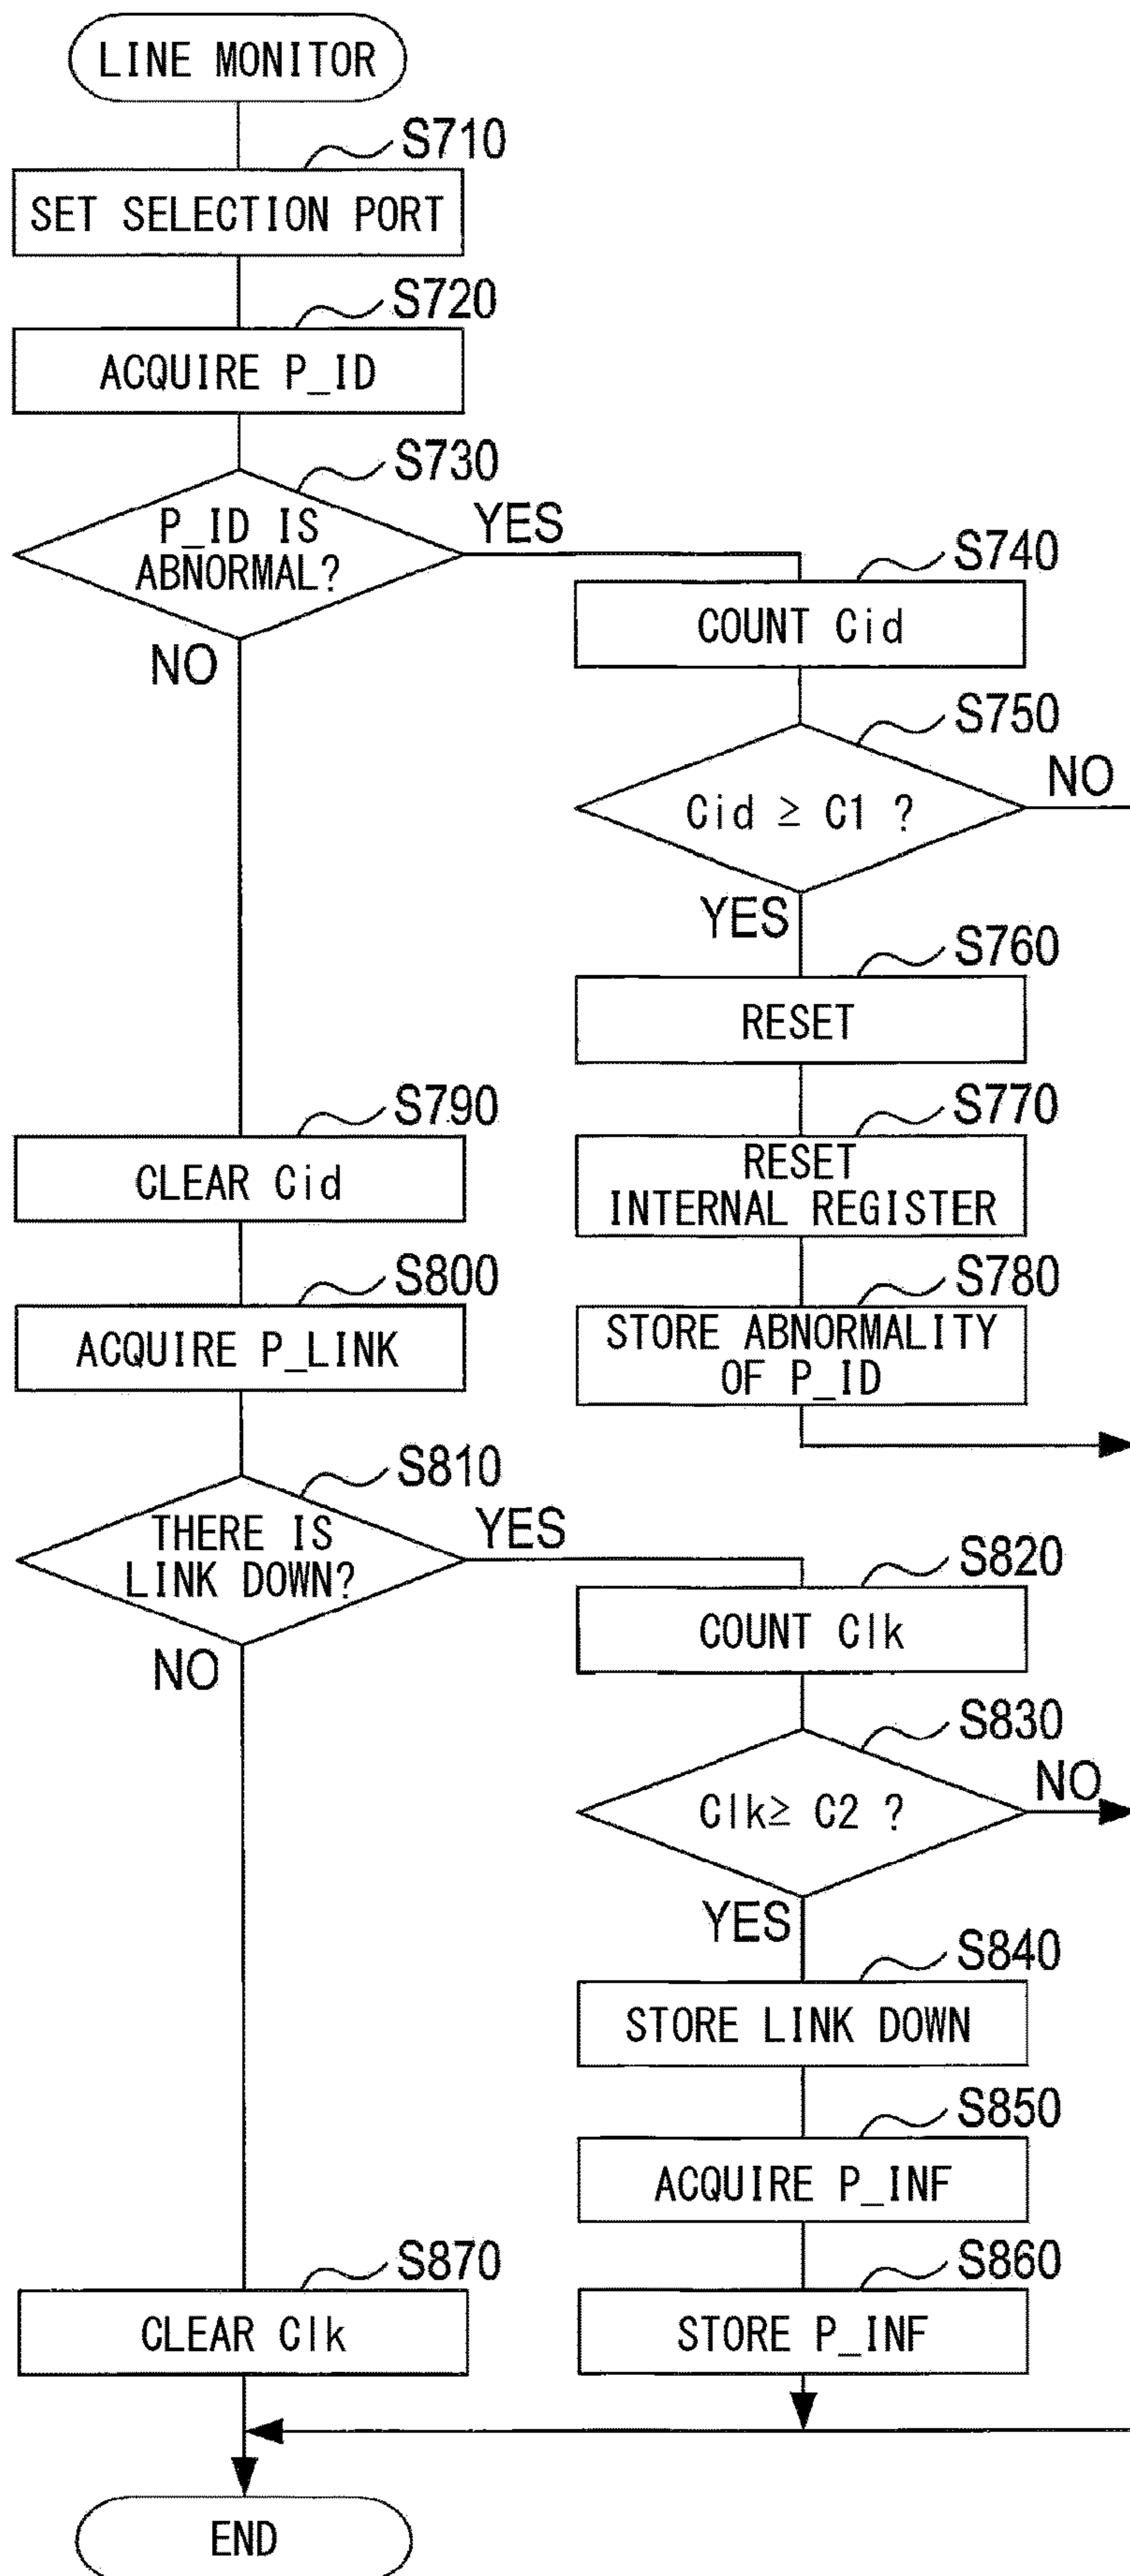 LINE MONITOR
S710
SET SELECTION PORT
S720
ACQUIRE P_ID
S730
P_ID IS
ABNORMAL?
YES
NO
S740
COUNT Cid
S750
Cid ≥ C1 ?
NO
YES
S760
RESET
S770
RESET
INTERNAL REGISTER
S780
STORE ABNORMALITY
OF P_ID
S790
CLEAR Cid
S800
ACQUIRE P_LINK
S810
THERE IS
LINK DOWN?
YES
NO
S820
COUNT Clk
S830
Clk≥ C2 ?
NO
YES
S840
STORE LINK DOWN
S850
ACQUIRE P_INF
S860
STORE P_INF
S870
CLEAR Clk
END